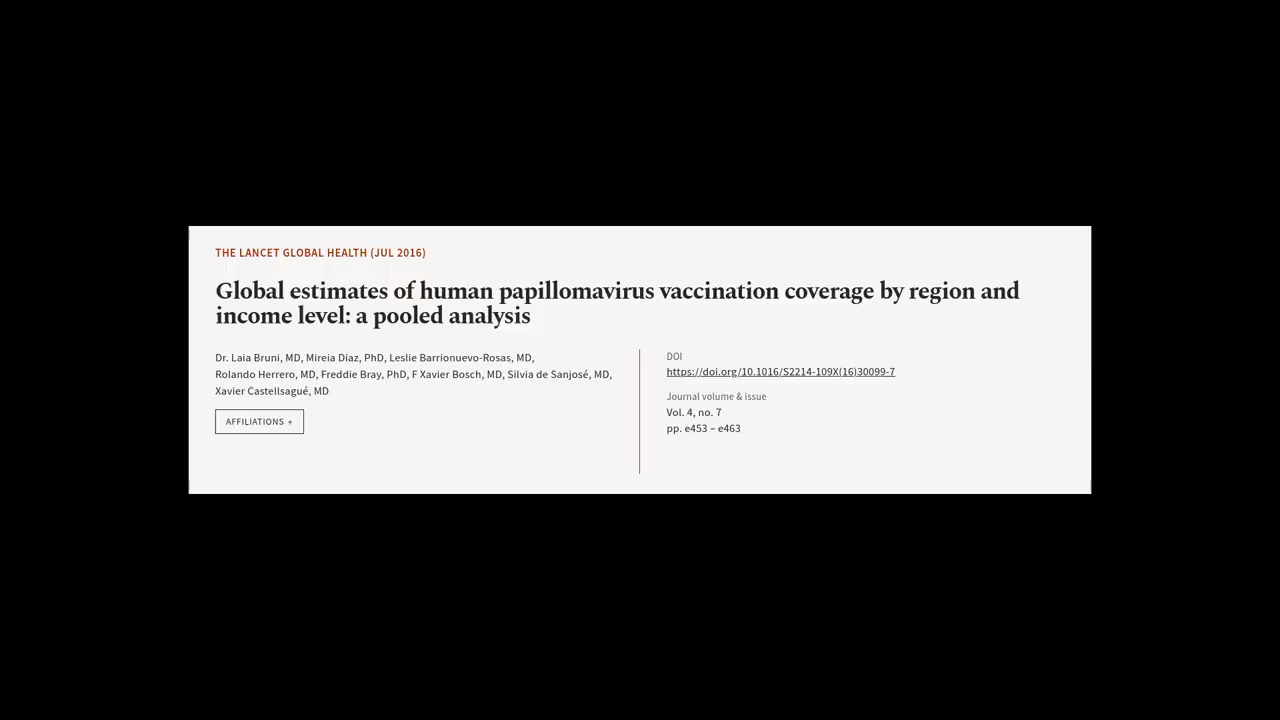 THE LANCET GLOBAL HEALTH (JUL 2016)
Global estimates of human papillomavirus vaccination coverage by region and
income level: a pooled analysis
Dr. Laia Bruni, MD, Mireia Diaz, PhD, Leslie Barrionuevo-Rosas, MD,
Rolando Herrero, MD, Freddie Bray, PhD, F Xavier Bosch, MD, Silvia de Sanjosé, MD,
Xavier Castellsagué, MD
AFFILIATIONS +
DOI
https://doi.org/10.1016/S2214-109X(16)30099-7
Journal volume & issue
Vol. 4, no. 7
pp. e453 – e463